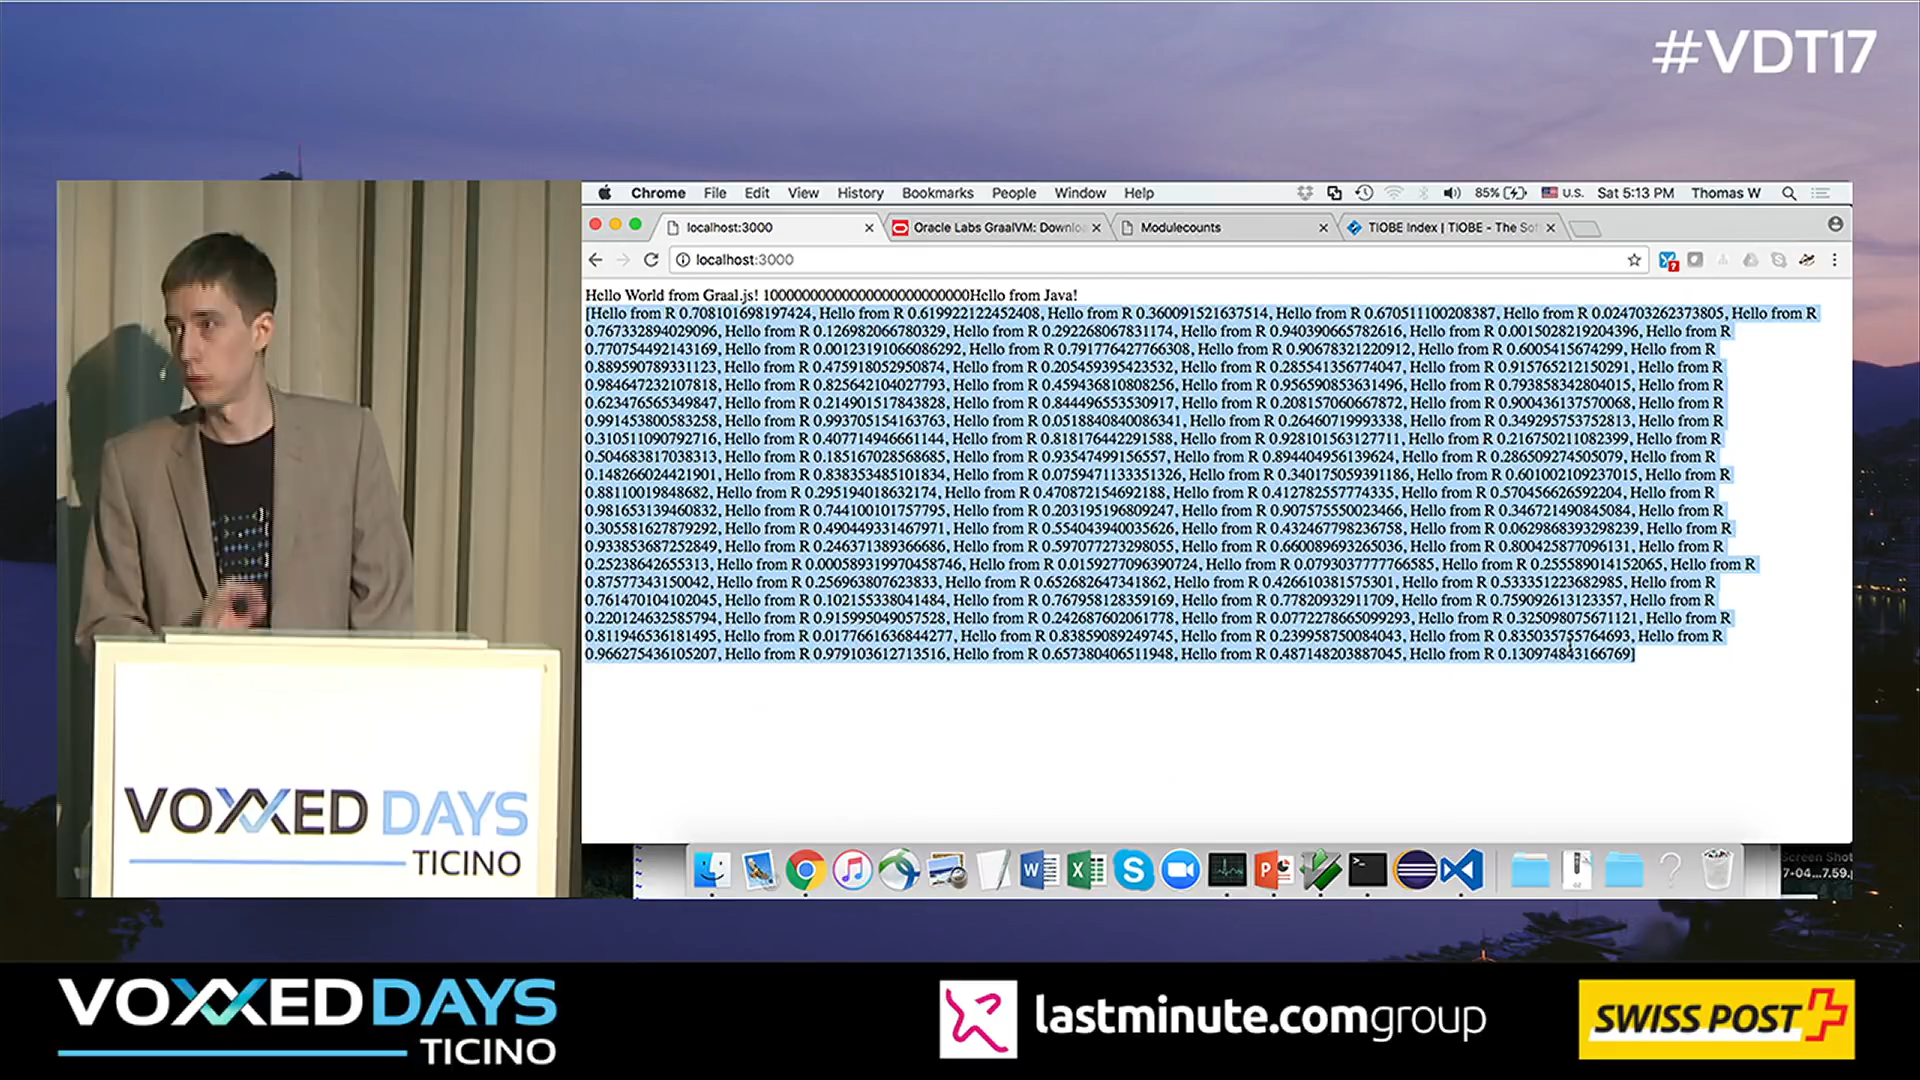 #VDT17
Chrome File Edit View History Bookmarks People Window Help 85% U.S. Sat 5:13 PM Thomas W
localhost:3000 Oracle Labs GraalVM: Downlo Modulecounts TIOBE Index | TIOBE - The Sof
localhost:3000
Hello World from Graal.js! 1000000000000000000000000Hello from Java!
[Hello from R 0.708101698197424, Hello from R 0.619922122452408, Hello from R 0.360091521637514, Hello from R 0.670511100208387, Hello from R 0.024703262373805, Hello from R
0.767332894029096, Hello from R 0.126982066780329, Hello from R 0.292268067831174, Hello from R 0.940390665782616, Hello from R 0.0015028219204396, Hello from R
0.770754492143169, Hello from R 0.00123191066086292, Hello from R 0.791776427766308, Hello from R 0.90678321220912, Hello from R 0.6005415674299, Hello from R
0.889590789331123, Hello from R 0.475918052950874, Hello from R 0.205459395423532, Hello from R 0.285541356774047, Hello from R 0.915765212150291, Hello from R
0.984647232107818, Hello from R 0.825642104027793, Hello from R 0.45943681080825​6, Hello from R 0.956590853631496, Hello from R 0.793858342804015, Hello from R
0.623476565349847, Hello from R 0.214901517843828, Hello from R 0.844496553530917, Hello from R 0.208157060667872, Hello from R 0.900436137570068, Hello from R
0.991453800583258, Hello from R 0.993705154163763, Hello from R 0.0518840840086341, Hello from R 0.26460719993338, Hello from R 0.349295753752813, Hello from R
0.310511090792716, Hello from R 0.407714946661144, Hello from R 0.818176442291588, Hello from R 0.928101563127711, Hello from R 0.216750211082399, Hello from R
0.504683817038313, Hello from R 0.185167028568685, Hello from R 0.935479​99156557, Hello from R 0.894404956139624, Hello from R 0.286509274505079, Hello from R
0.148266024421901, Hello from R 0.838353485101834, Hello from R 0.0759471133351326, Hello from R 0.340175059391186, Hello from R 0.601002109237015, Hello from R
0.88110019848682, Hello from R 0.295194018632174, Hello from R 0.470872154692188, Hello from R 0.412782557774335, Hello from R 0.570456626592204, Hello from R
0.981653139460832, Hello from R 0.744100101757795, Hello from R 0.203195196809247, Hello from R 0.907575550023466, Hello from R 0.346721490845084, Hello from R
0.305581627879292, Hello from R 0.490449331467971, Hello from R 0.554043940035626, Hello from R 0.432467798236758, Hello from R 0.0629868393298239, Hello from R
0.933853687252849, Hello from R 0.246371389366686, Hello from R 0.597077273298055, Hello from R 0.660089693265036, Hello from R 0.800425877096131, Hello from R
0.25238642655313, Hello from R 0.000589319970458746, Hello from R 0.0159277096390724, Hello from R 0.0793037777766585, Hello from R 0.255589014152065, Hello from R
0.87577343150042, Hello from R 0.256963807623833, Hello from R 0.652682647341862, Hello from R 0.426610381575301, Hello from R 0.533351223682985, Hello from R
0.761470104102045, Hello from R 0.102155338041484, Hello from R 0.767958128359169, Hello from R 0.77820932911709, Hello from R 0.759092613123357, Hello from R
0.220124632585794, Hello from R 0.915995049057528, Hello from R 0.242687602061778, Hello from R 0.0772278665099293, Hello from R 0.325098075671121, Hello from R
0.811946536181495, Hello from R 0.0177661636844277, Hello from R 0.83859089249745, Hello from R 0.239958750084043, Hello from R 0.835035755764693, Hello from R
0.966275436105207, Hello from R 0.979103612713516, Hello from R 0.657380406511948, Hello from R 0.487148203887045, Hello from R 0.130974843166769]
Screen Shot
7-04...7.59.
VOXXED DAYS
TICINO
VOXXED DAYS
TICINO
lastminute.comgroup
SWISS POST